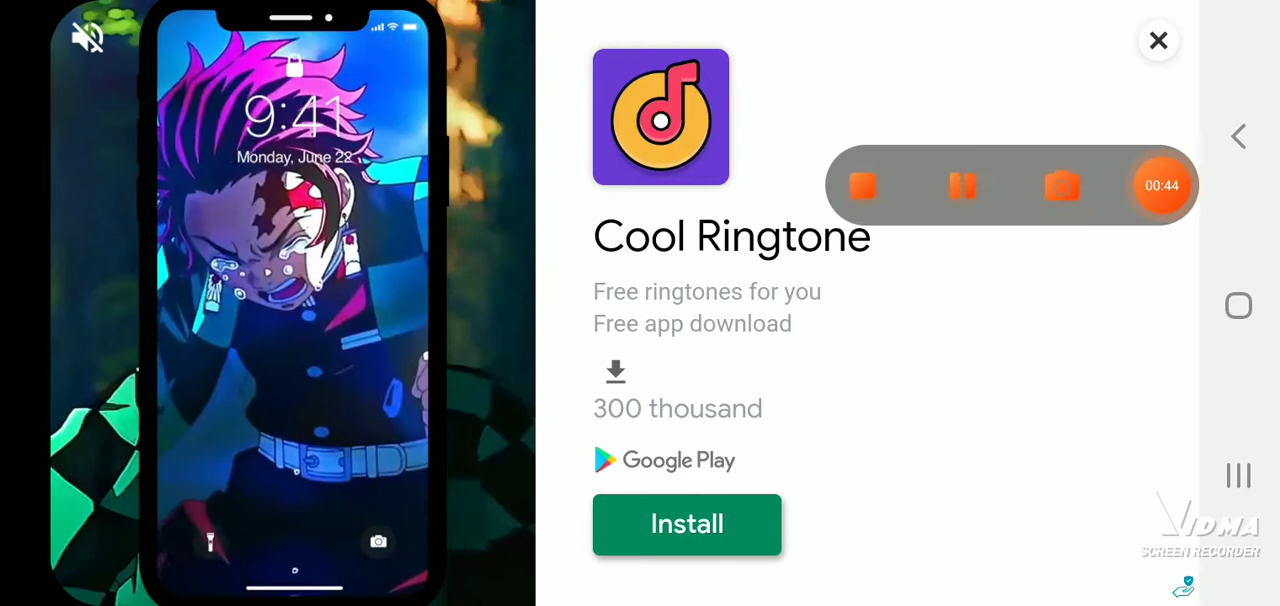 9:41
Monday, June 22
Cool Ringtone
Free ringtones for you
Free app download
300 thousand
Google Play
Install
00:44
VIDMA
SCREEN RECORDER